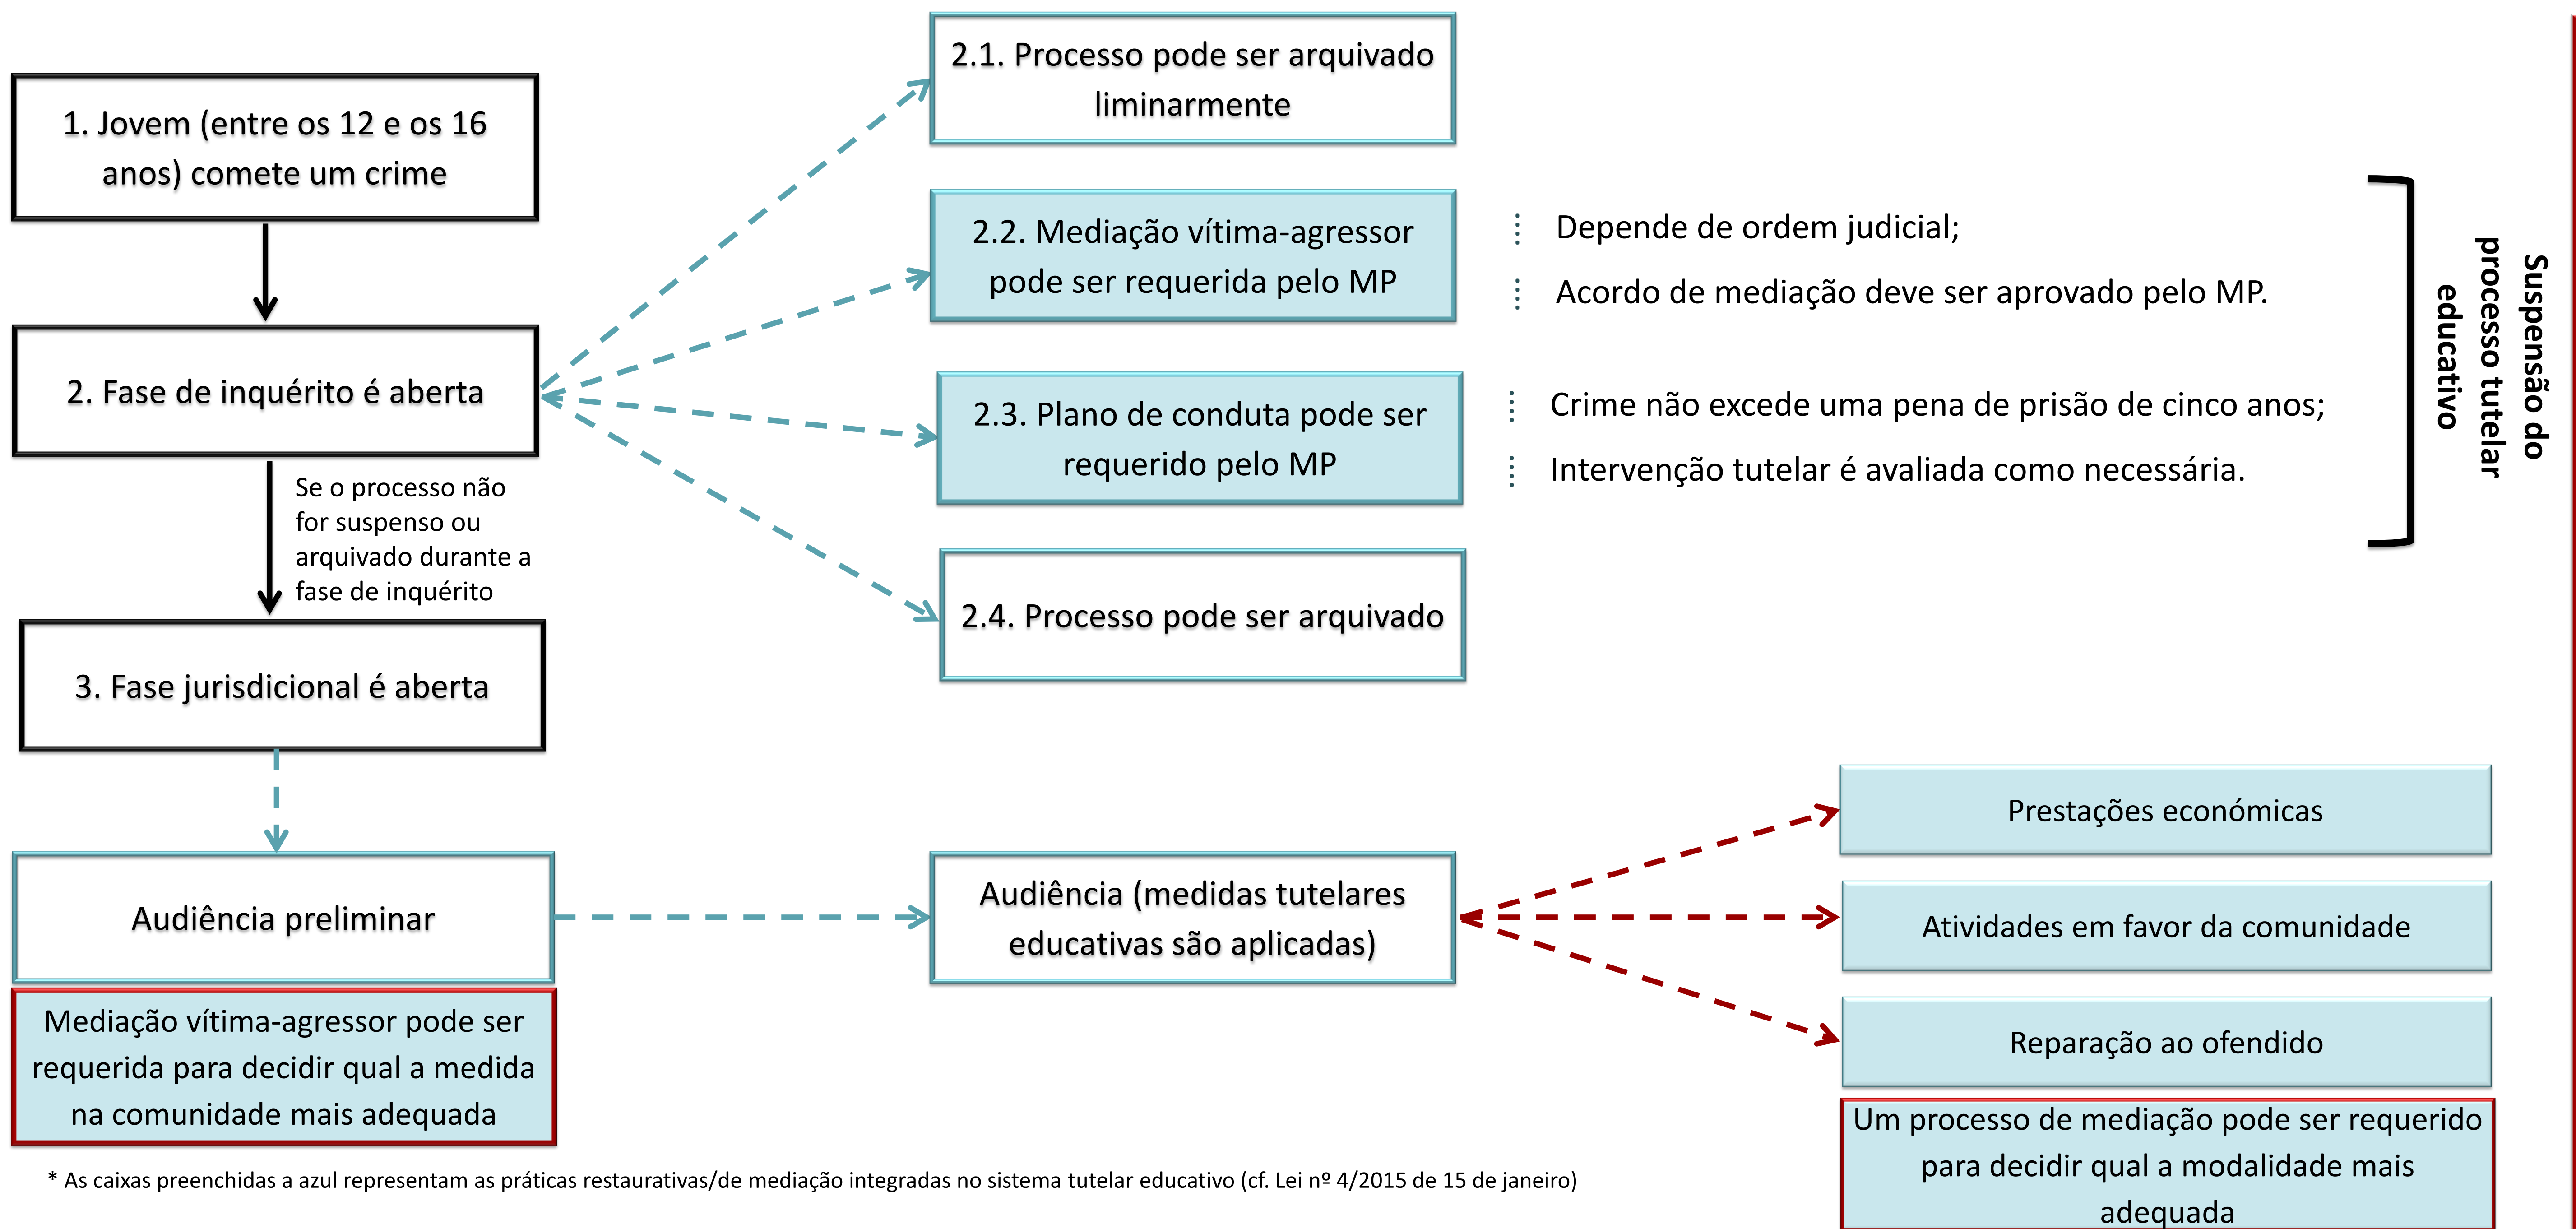 1. Jovem (entre os 12 e os 16
anos) comete um crime
2. Fase de inquérito é aberta
Se o processo não
for suspenso ou
arquivado durante a
fase de inquérito
3. Fase jurisdicional é aberta
2.1. Processo pode ser arquivado
liminarmente
2.2. Mediação vítima-agressor
pode ser requerida pelo MP
Depende de ordem judicial;
Acordo de mediação deve ser aprovado pelo MP.
2.3. Plano de conduta pode ser
requerido pelo MP
Crime não excede uma pena de prisão de cinco anos;
Intervenção tutelar é avaliada como necessária.
Suspensão do
processo tutelar
educativo
2.4. Processo pode ser arquivado
Audiência preliminar
Mediação vítima-agressor pode ser
requerida para decidir qual a medida
na comunidade mais adequada
Audiência (medidas tutelares
educativas são aplicadas)
Prestações económicas
Atividades em favor da comunidade
Reparação ao ofendido
Um processo de mediação pode ser requerido
para decidir qual a modalidade mais
adequada
* As caixas preenchidas a azul representam as práticas restaurativas/de mediação integradas no sistema tutelar educativo (cf. Lei nº 4/2015 de 15 de janeiro)